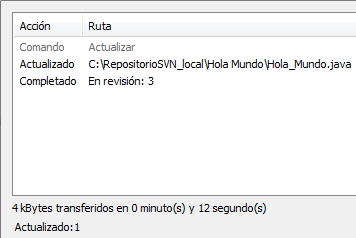 Acción Ruta
Comando Actualizar
Actualizado C:\RepositorioSVN_local\Hola Mundo\Hola_Mundo.java
Completado En revisión: 3
4 kBytes transferidos en 0 minuto(s) y 12 segundo(s)
Actualizado:1